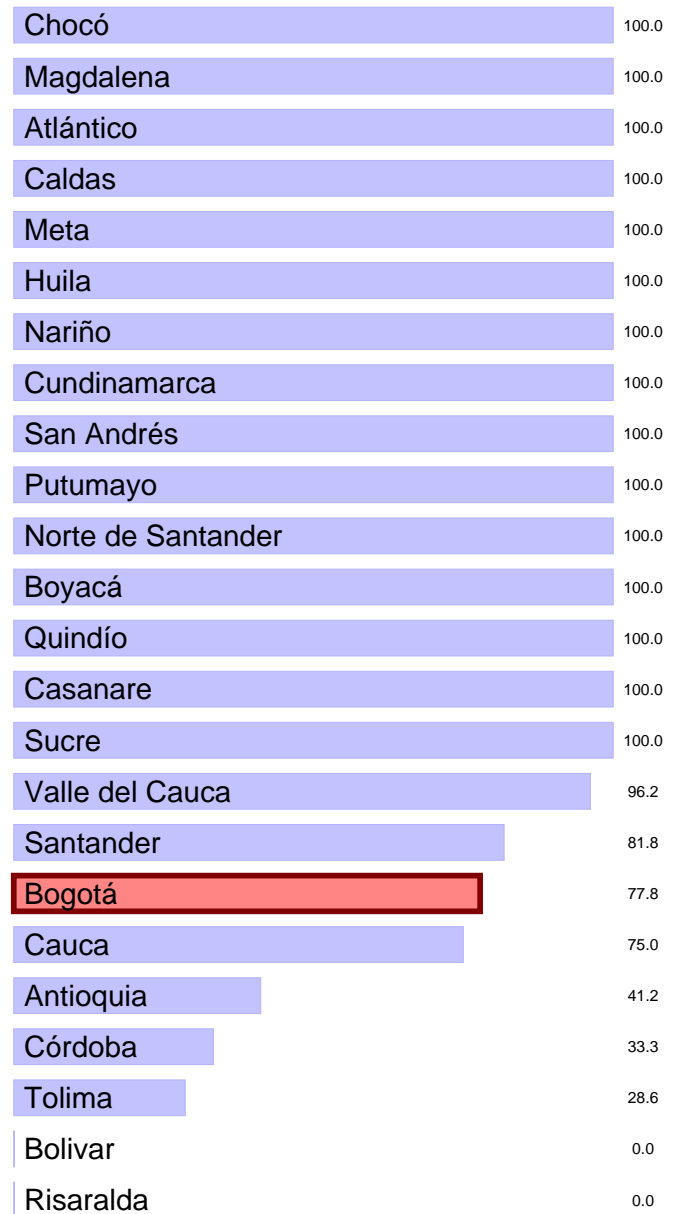 Chocó 100.0
Magdalena 100.0
Atlántico 100.0
Caldas 100.0
Meta 100.0
Huila 100.0
Nariño 100.0
Cundinamarca 100.0
San Andrés 100.0
Putumayo 100.0
Norte de Santander 100.0
Boyacá 100.0
Quindío 100.0
Casanare 100.0
Sucre 100.0
Valle del Cauca 96.2
Santander 81.8
Bogotá 77.8
Cauca 75.0
Antioquia 41.2
Córdoba 33.3
Tolima 28.6
Bolivar 0.0
Risaralda 0.0